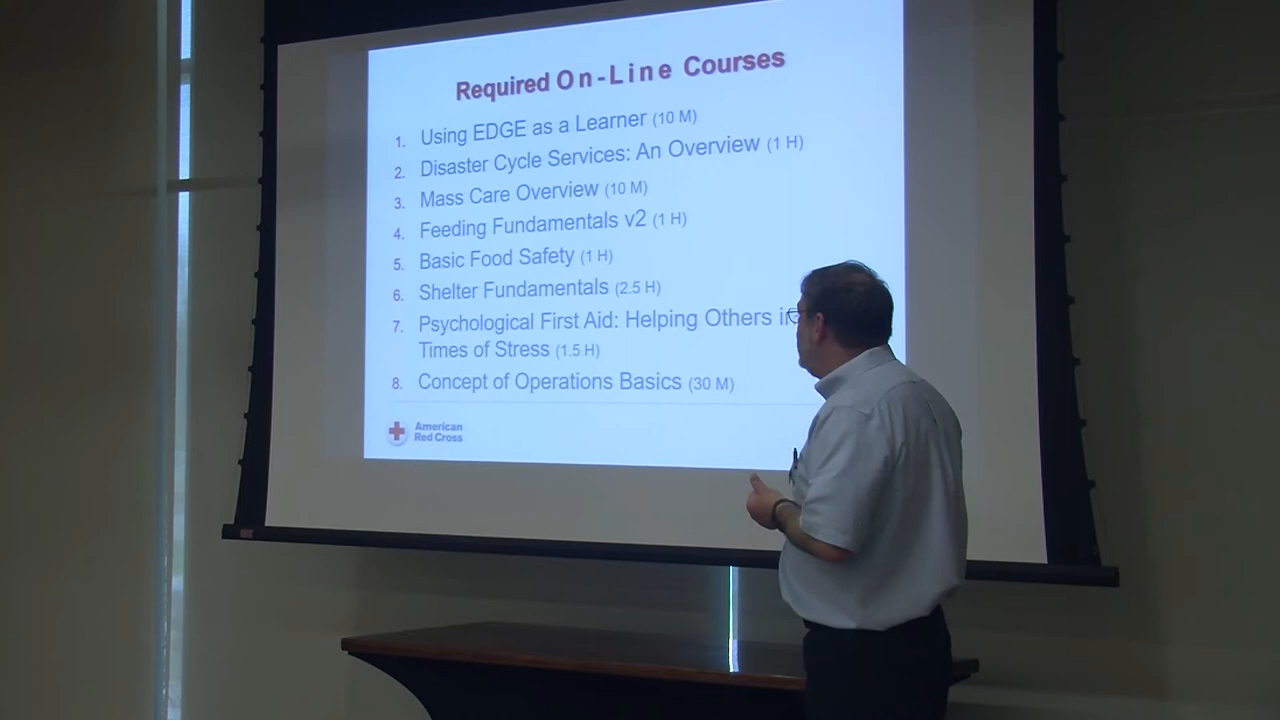 Required On-Line Courses
1. Using EDGE as a Learner (10 M)
2. Disaster Cycle Services: An Overview (1 H)
3. Mass Care Overview (10 M)
4. Feeding Fundamentals v2 (1 H)
5. Basic Food Safety (1 H)
6. Shelter Fundamentals (2.5 H)
7. Psychological First Aid: Helping Others in
Times of Stress (1.5 H)
8. Concept of Operations Basics (30 M)
American
Red Cross